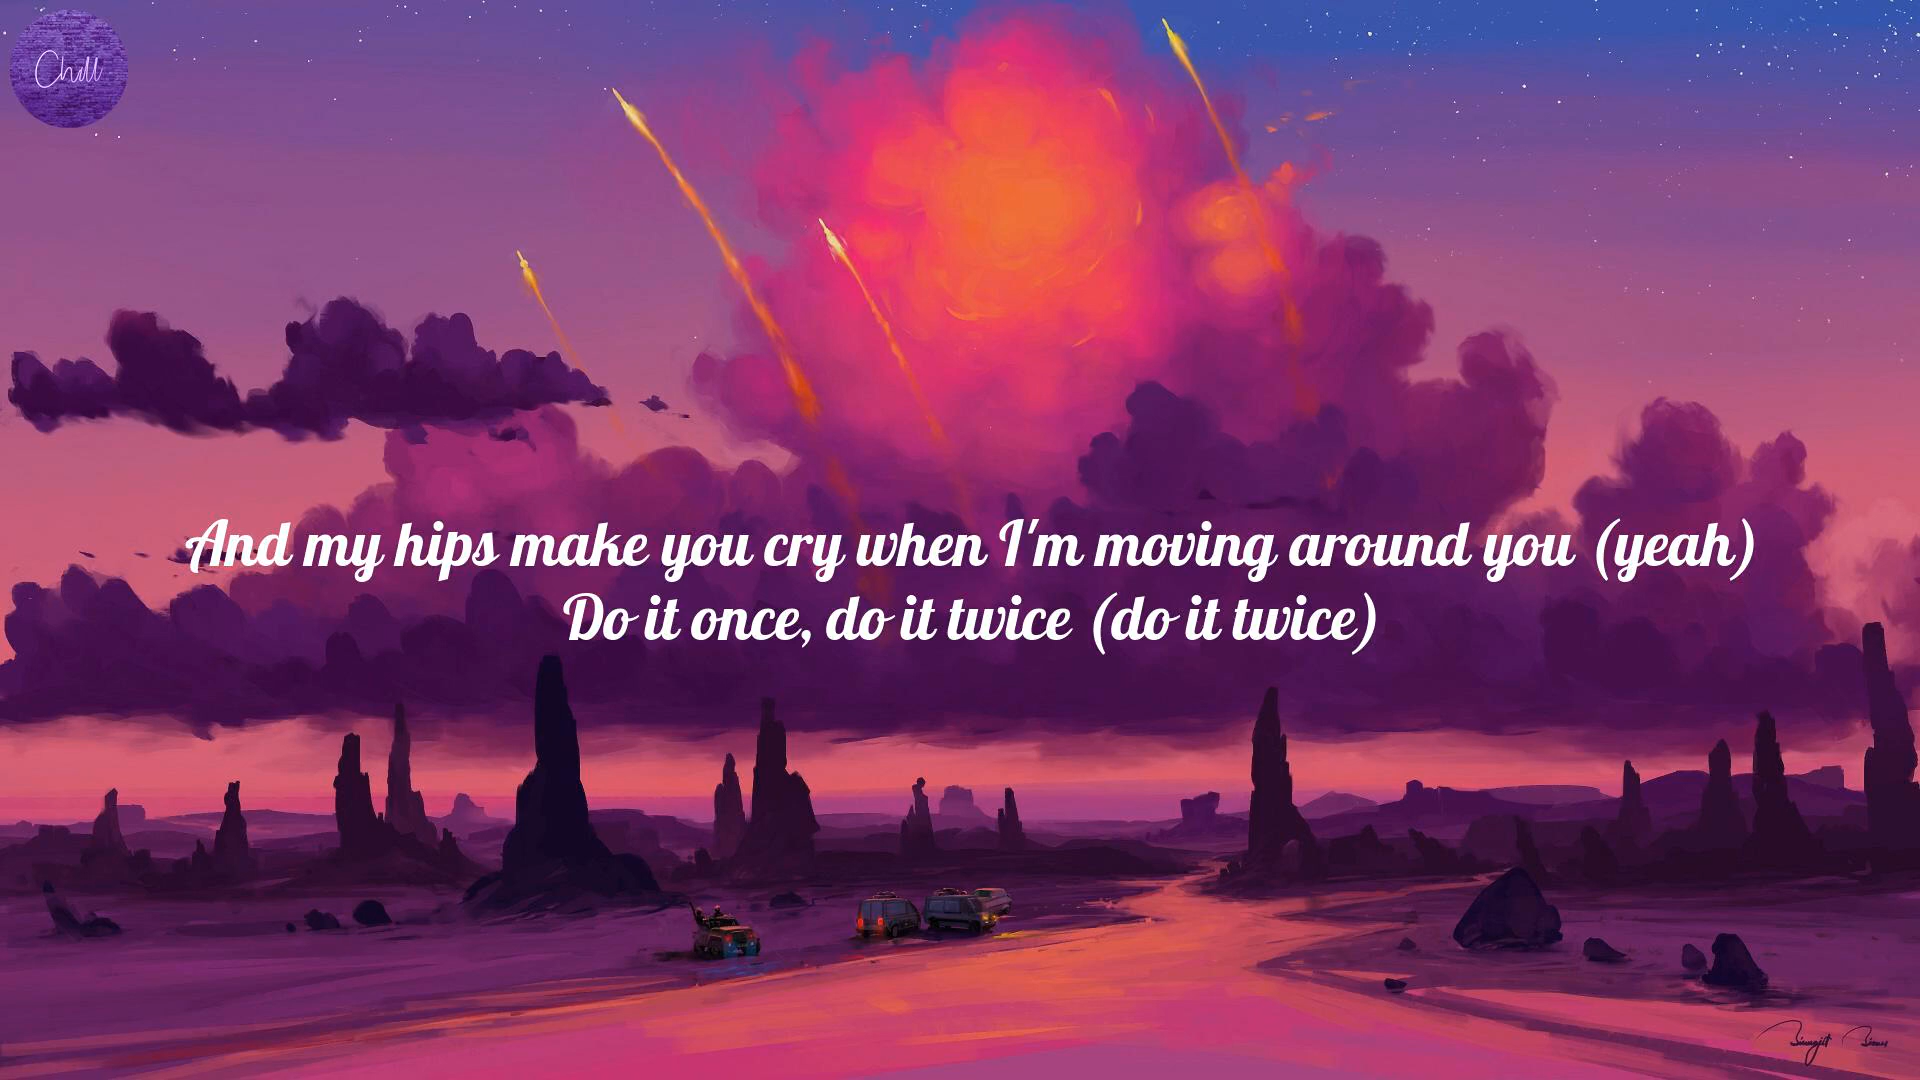 Chill
And my hips make you cry when I'm moving around you (yeah)
Do it once, do it twice (do it twice)